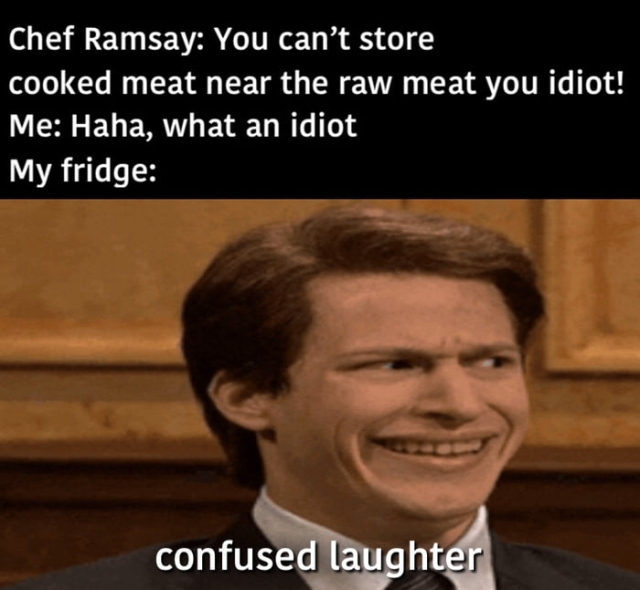 Chef Ramsay: You can’t store
cooked meat near the raw meat you idiot!
Me: Haha, what an idiot
My fridge:
confused laughter